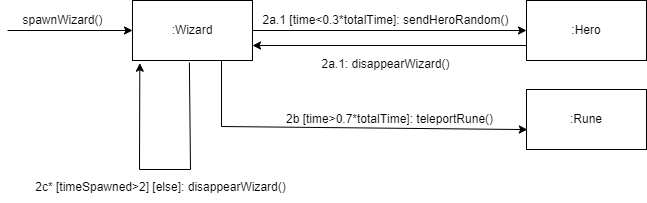 spawnWizard()
:Wizard
2a.1 [time<0.3*totalTime]: sendHeroRandom()
:Hero
2a.1: disappearWizard()
2b [time>0.7*totalTime]: teleportRune()
:Rune
2c* [timeSpawned>2] [else]: disappearWizard()